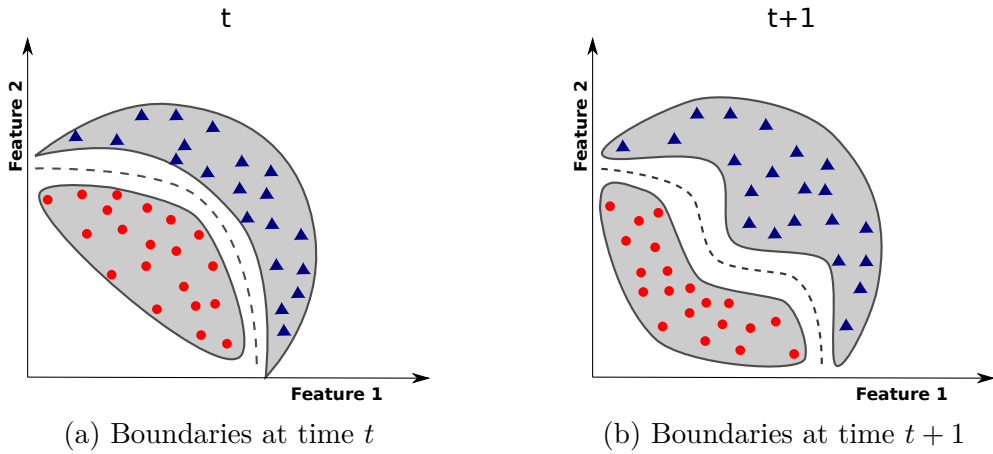 t
Feature 2
Feature 1
(a) Boundaries at time t
t+1
Feature 2
Feature 1
(b) Boundaries at time t + 1